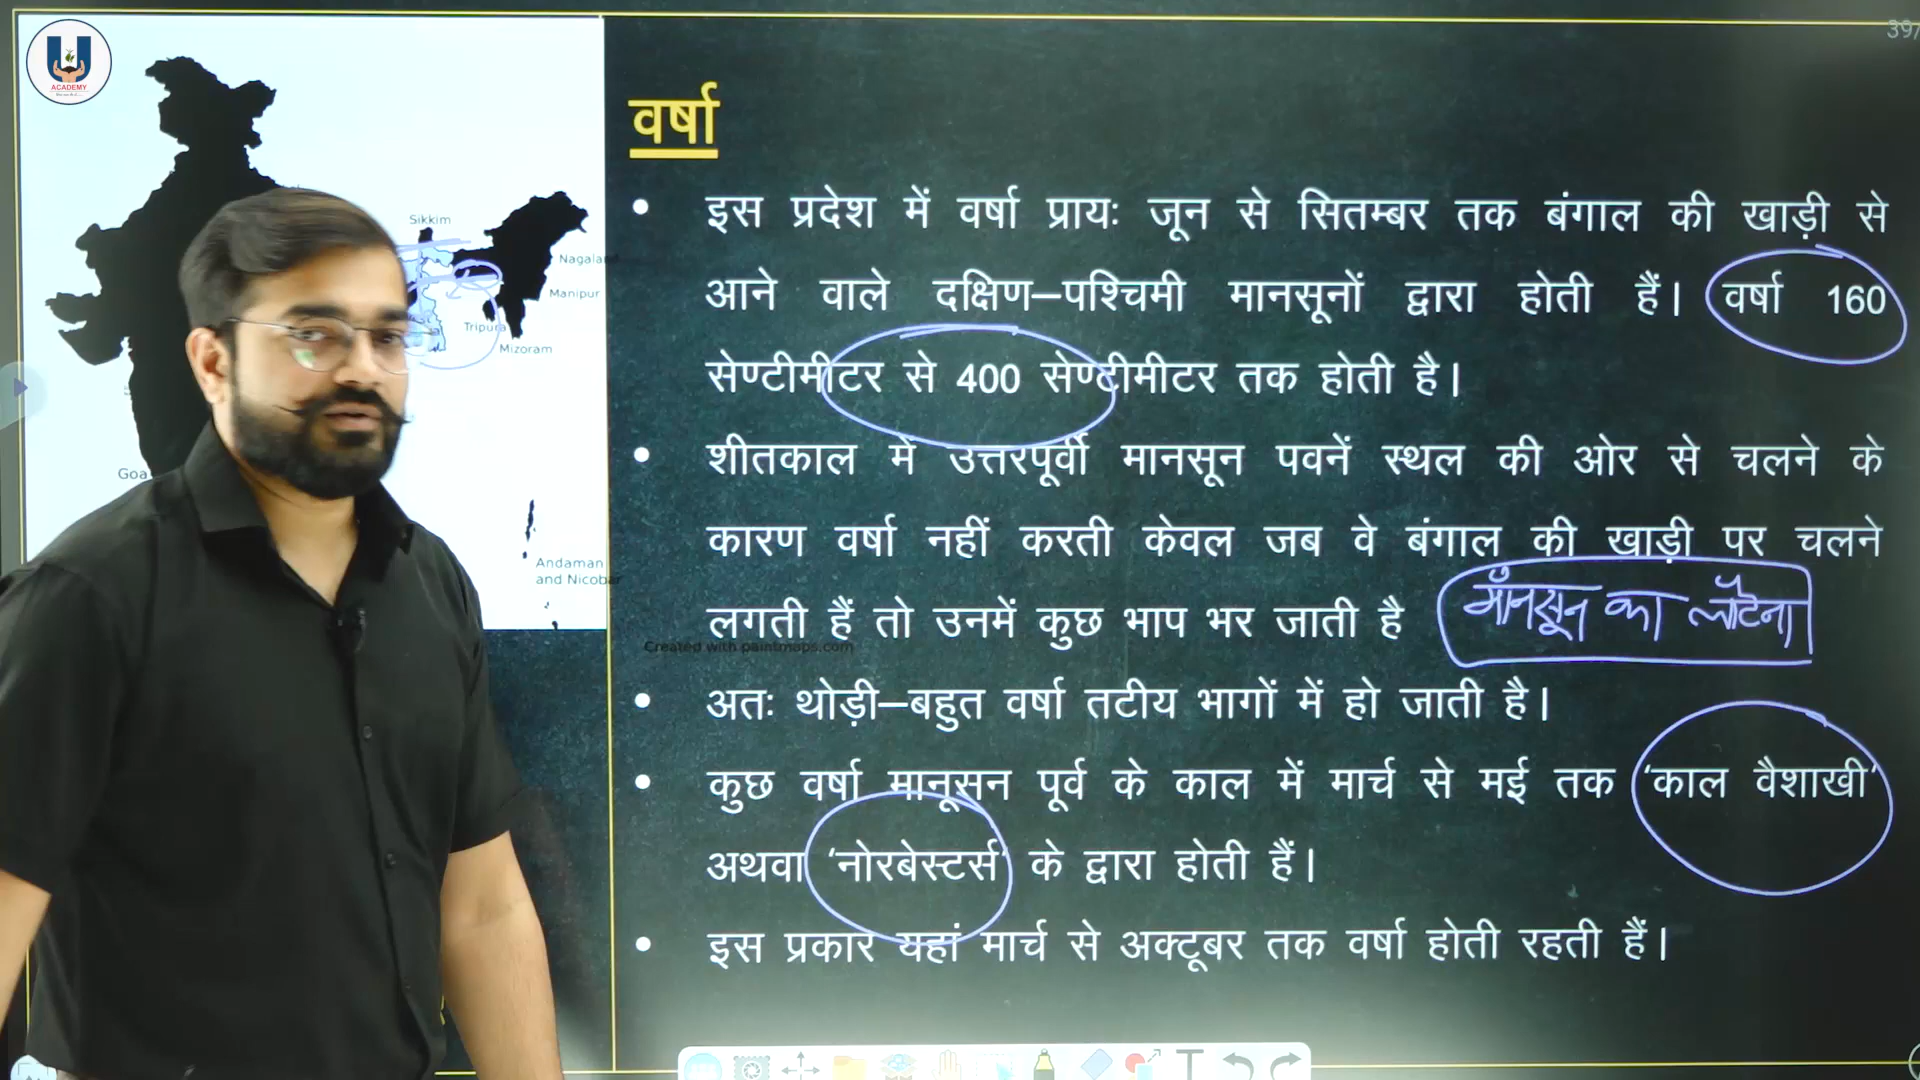 U
ACADEMY
39/
Sikkim
Nagalan
Manipur
Tripura
Mizoram
Goa
Andaman
and Nicobar
Created with paintmaps.com
वर्षा
• इस प्रदेश में वर्षा प्रायः जून से सितम्बर तक बंगाल की खाड़ी से
आने वाले दक्षिण–पश्चिमी मानसूनों द्वारा होती हैं। वर्षा 160
सेण्टीमीटर से 400 सेण्टीमीटर तक होती है।
• शीतकाल में उत्तरपूर्वी मानसून पवनें स्थल की ओर से चलने के
कारण वर्षा नहीं करती केवल जब वे बंगाल की खाड़ी पर चलने
लगती हैं तो उनमें कुछ भाप भर जाती है
मॉनसून का लौटना
• अतः थोड़ी–बहुत वर्षा तटीय भागों में हो जाती है।
• कुछ वर्षा मानूसन पूर्व के काल में मार्च से मई तक 'काल वैशाखी'
अथवा 'नोरबेस्टर्स' के द्वारा होती हैं।
• इस प्रकार यहां मार्च से अक्टूबर तक वर्षा होती रहती हैं।
T